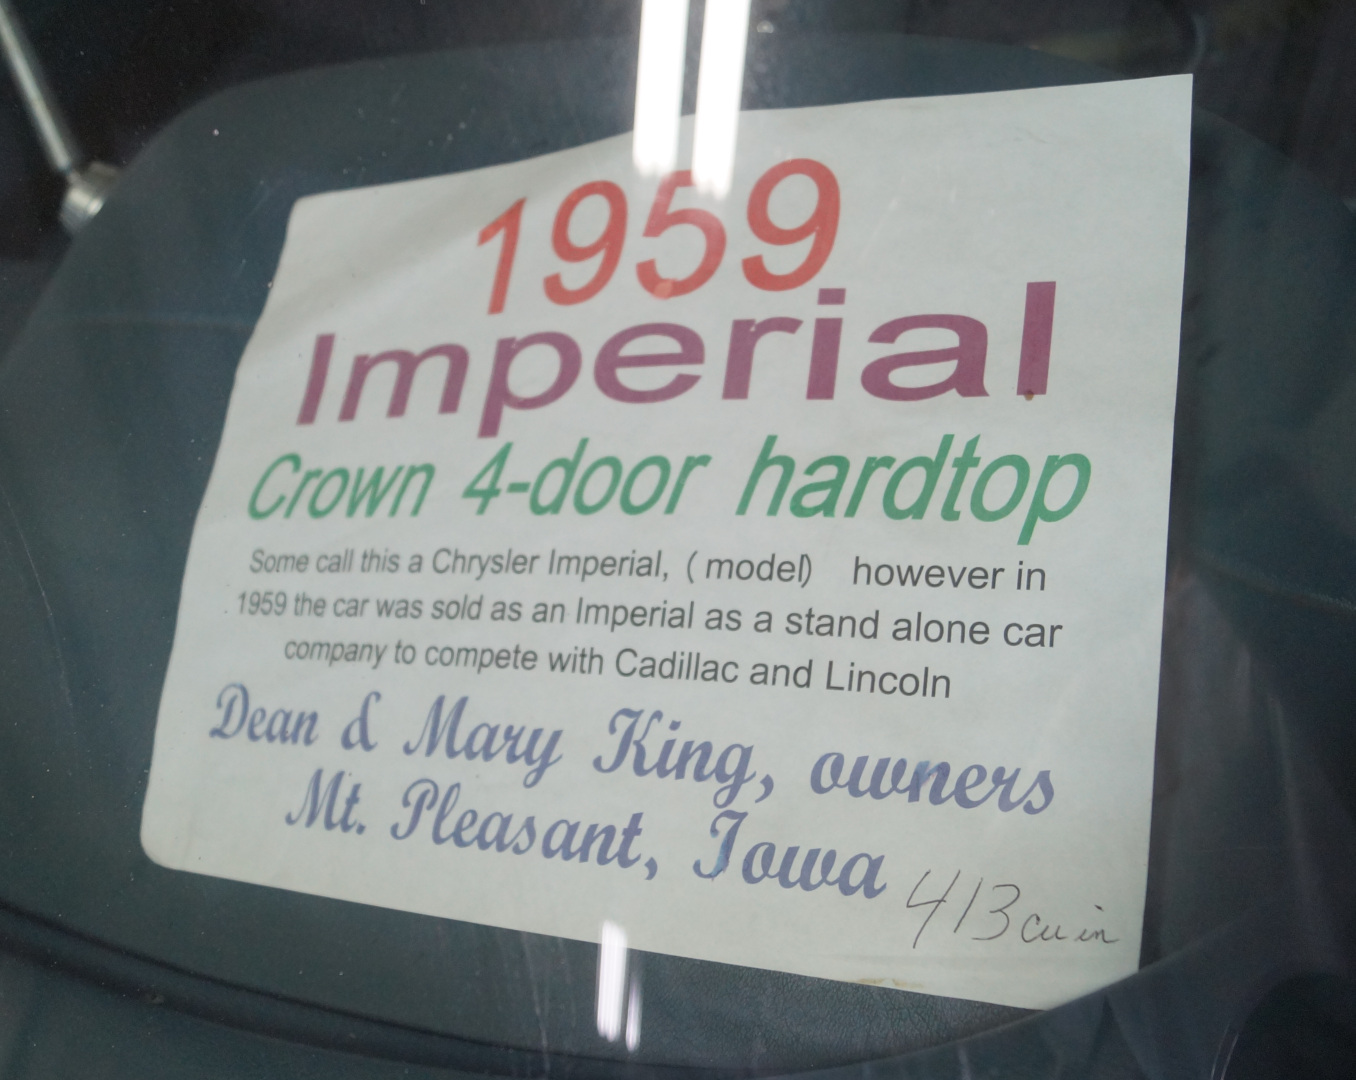 1959
Imperial
Crown 4-door hardtop
Some call this a Chrysler Imperial, ( model) however in
1959 the car was sold as an Imperial as a stand alone car
company to compete with Cadillac and Lincoln
Dean & Mary King, owners
Mt. Pleasant, Iowa
413 cu in